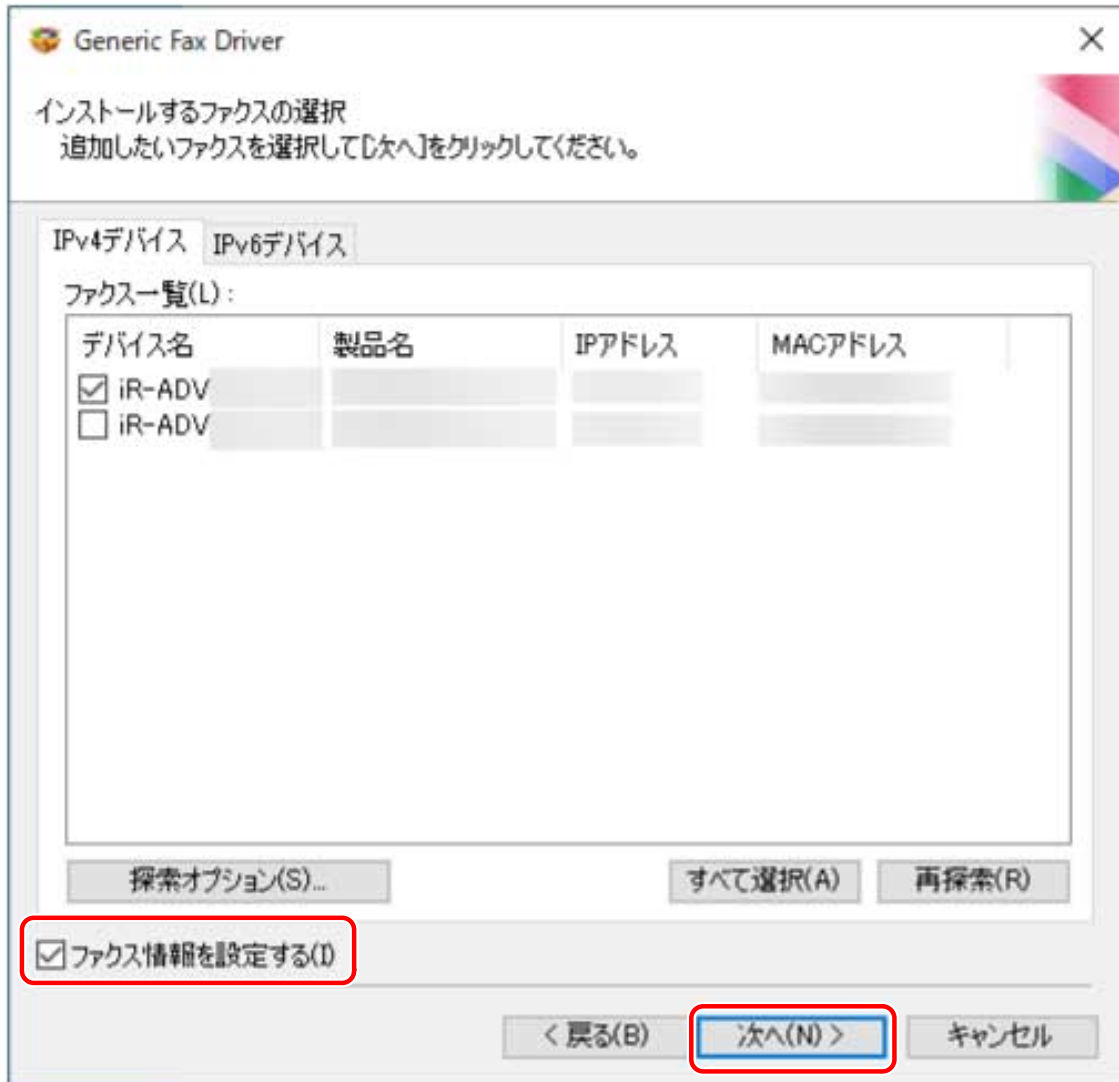 Generic Fax Driver
インストールするファクスの選択
追加したいファクスを選択して[次へ]をクリックしてください。
IPv4デバイス IPv6デバイス
ファクス一覧(L):
デバイス名 製品名 IPアドレス MACアドレス
iR-ADV
iR-ADV
探索オプション(S)... すべて選択(A) 再探索(R)
ファクス情報を設定する(I)
< 戻る(B) 次へ(N) > キャンセル